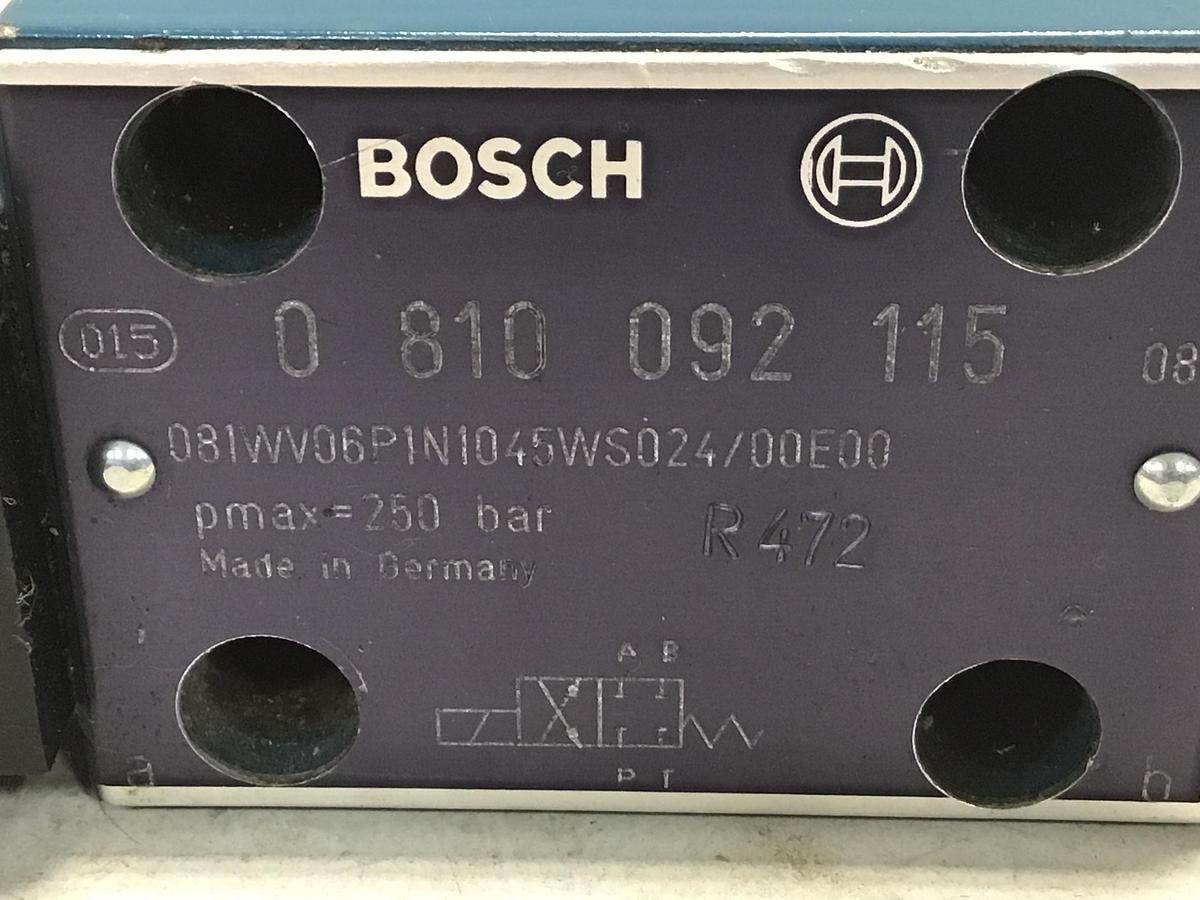 BOSCH
015 0 810 092 115 08
081WV06P1N1045WS024/00E00
pmax=250 bar R472
Made in Germany
A B
P T
a b